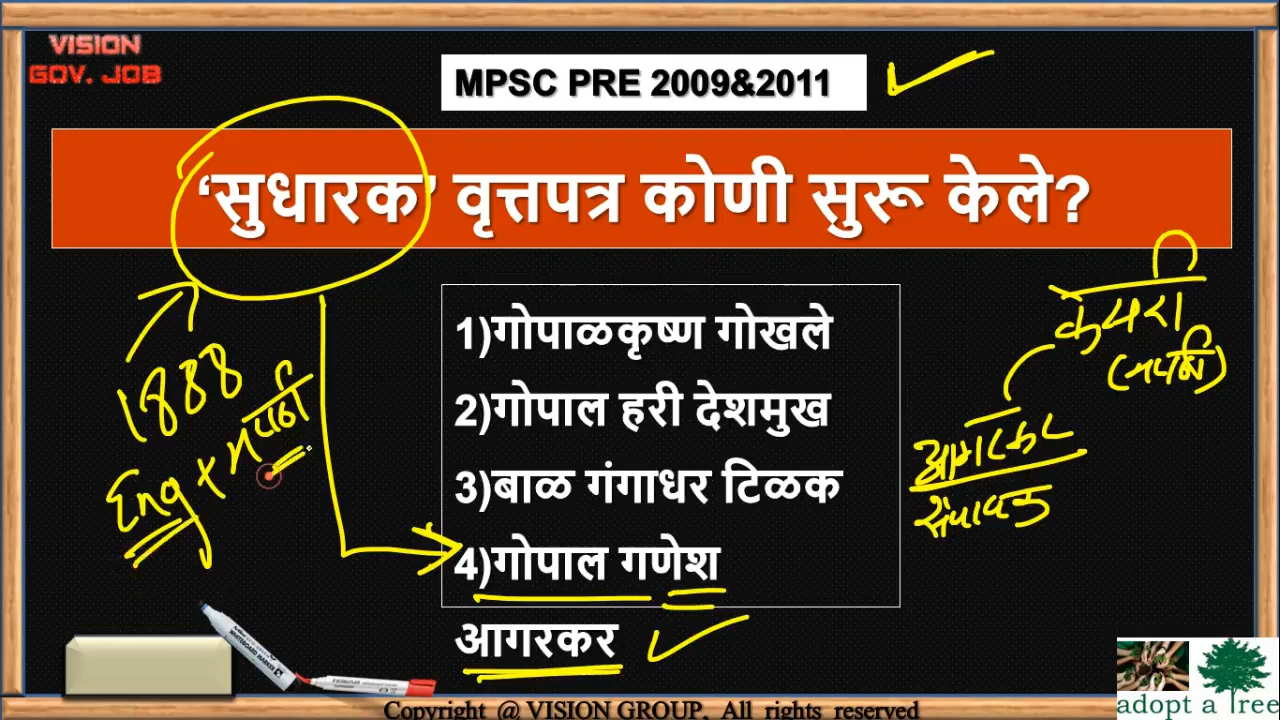 VISION
GOV. JOB
MPSC PRE 2009&2011
‘सुधारक’ वृत्तपत्र कोणी सुरू केले?
1)गोपाळकृष्ण गोखले
2)गोपाल हरी देशमुख
3)बाळ गंगाधर टिळक
4)गोपाल गणेश
आगरकर
1888
Eng + मराठी
केसरी
(मराठी)
आगरकर
संपादक
Copyright @ VISION GROUP. All rights reserved
adopt a Tree